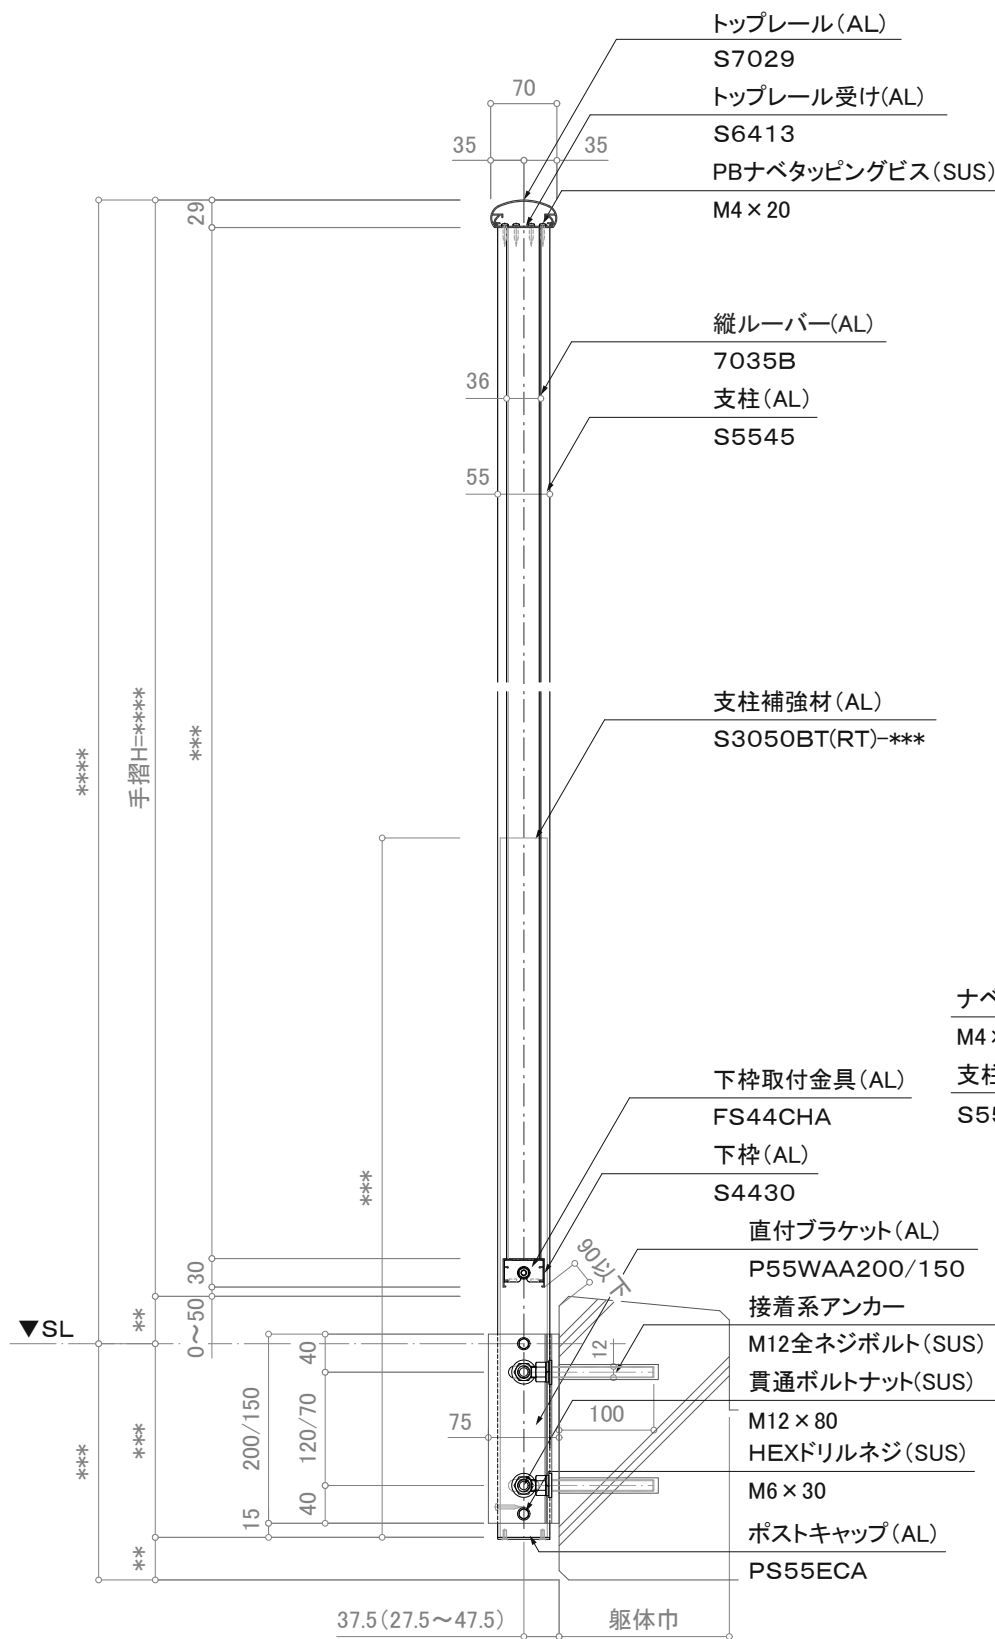 トップレール(AL)
S7029
70
トップレール受け(AL)
S6413
35
35
PBナベタッピングビス(SUS)
M4×20
29
縦ルーバー(AL)
7035B
36
支柱(AL)
S5545
55
支柱補強材(AL)
S3050BT(RT)-***
****
手摺H=****
***
ナベ
M4×
支柱
S55
下枠取付金具(AL)
FS44CHA
下枠(AL)
S4430
***
直付ブラケット(AL)
P55WAA200/150
90以下
30
接着系アンカー
M12全ネジボルト(SUS)
▼SL
**
0~50
40
12
貫通ボルトナット(SUS)
M12×80
100
75
200/150
120/70
***
***
HEXドリルネジ(SUS)
M6×30
40
15
ポストキャップ(AL)
PS55ECA
**
37.5(27.5~47.5)
躯体巾